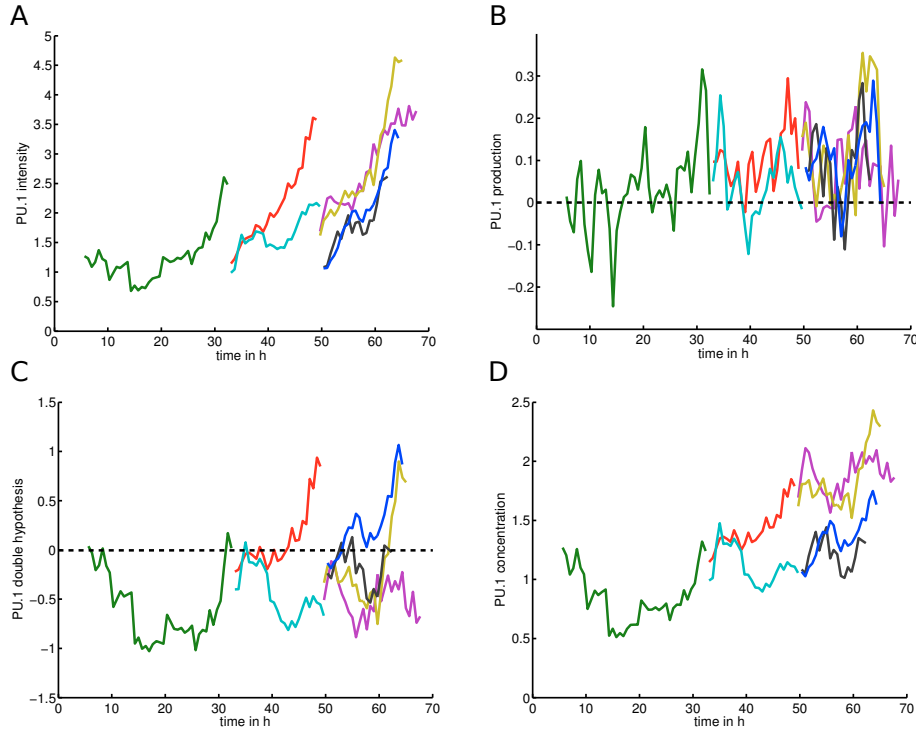 A
PU.1 intensity
5
4.5
4
3.5
3
2.5
2
1.5
1
0.5
0
0 10 20 30 40 50 60 70
time in h
B
PU.1 production
0.3
0.2
0.1
0
−0.1
−0.2
0 10 20 30 40 50 60 70
time in h
C
PU.1 double hypothesis
1.5
1
0.5
0
−0.5
−1
−1.5
0 10 20 30 40 50 60 70
time in h
D
PU.1 concentration
2.5
2
1.5
1
0.5
0
0 10 20 30 40 50 60 70
time in h